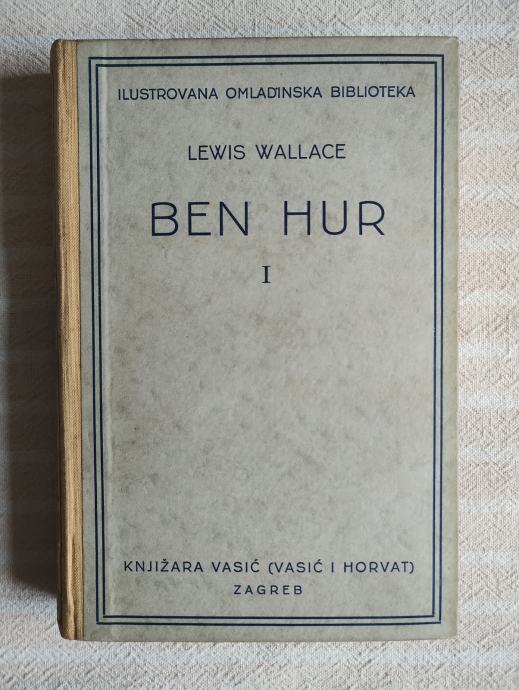 ILUSTROVANA OMLADINSKA BIBLIOTEKA
LEWIS WALLACE
BEN HUR
I
KNJIŽARA VASIĆ (VASIĆ I HORVAT)
ZAGREB